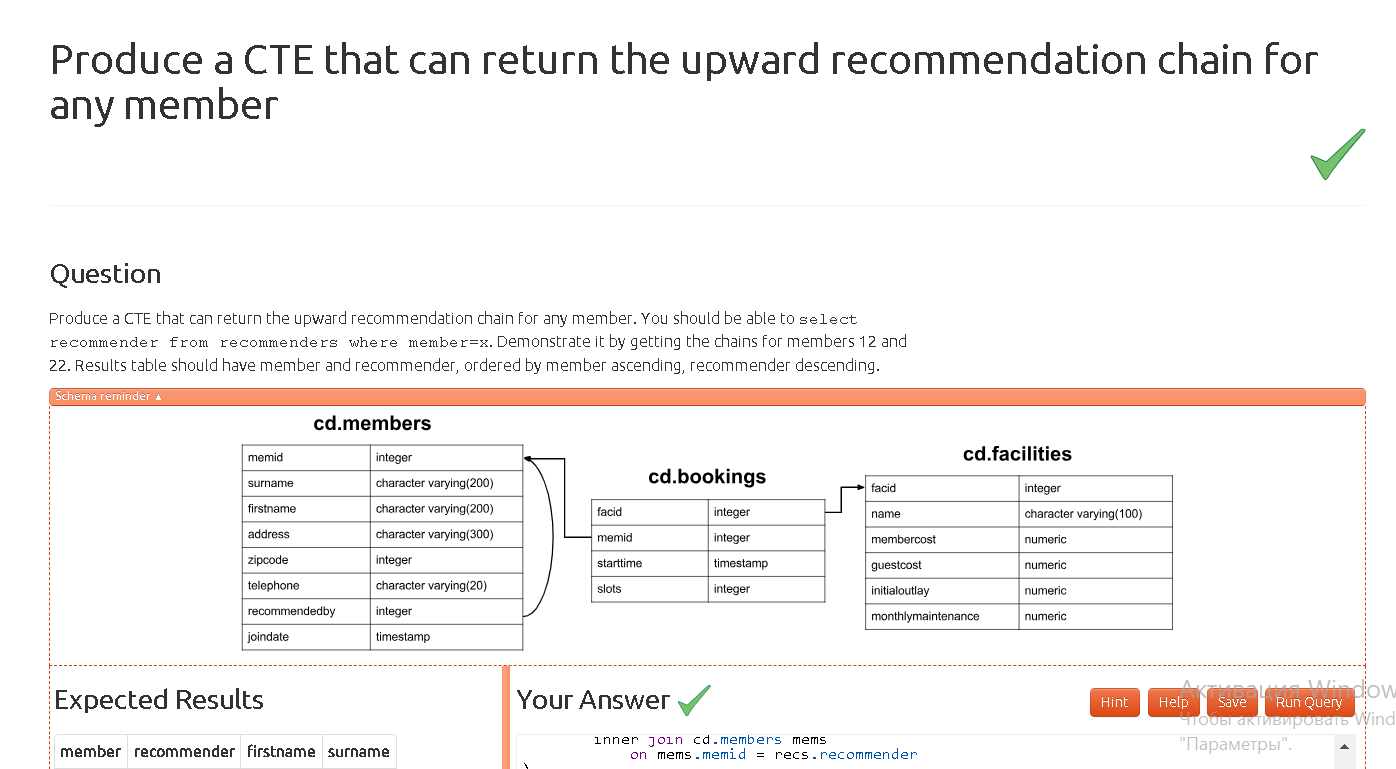 Produce a CTE that can return the upward recommendation chain for
any member
Question
Produce a CTE that can return the upward recommendation chain for any member. You should be able to select
recommender from recommenders where member=x. Demonstrate it by getting the chains for members 12 and
22. Results table should have member and recommender, ordered by member ascending, recommender descending.
Schema reminder ▲
cd.members
memid integer
surname character varying(200)
firstname character varying(200)
address character varying(300)
zipcode integer
telephone character varying(20)
recommendedby integer
joindate timestamp
cd.bookings
facid integer
memid integer
starttime timestamp
slots integer
cd.facilities
facid integer
name character varying(100)
membercost numeric
guestcost numeric
initialoutlay numeric
monthlymaintenance numeric
Expected Results
member recommender firstname surname
Your Answer
Hint Help Save Run Query
inner join cd.members mems
on mems.memid = recs.recommender
)
Активация Window
Чтобы активировать Wind
"Параметры".